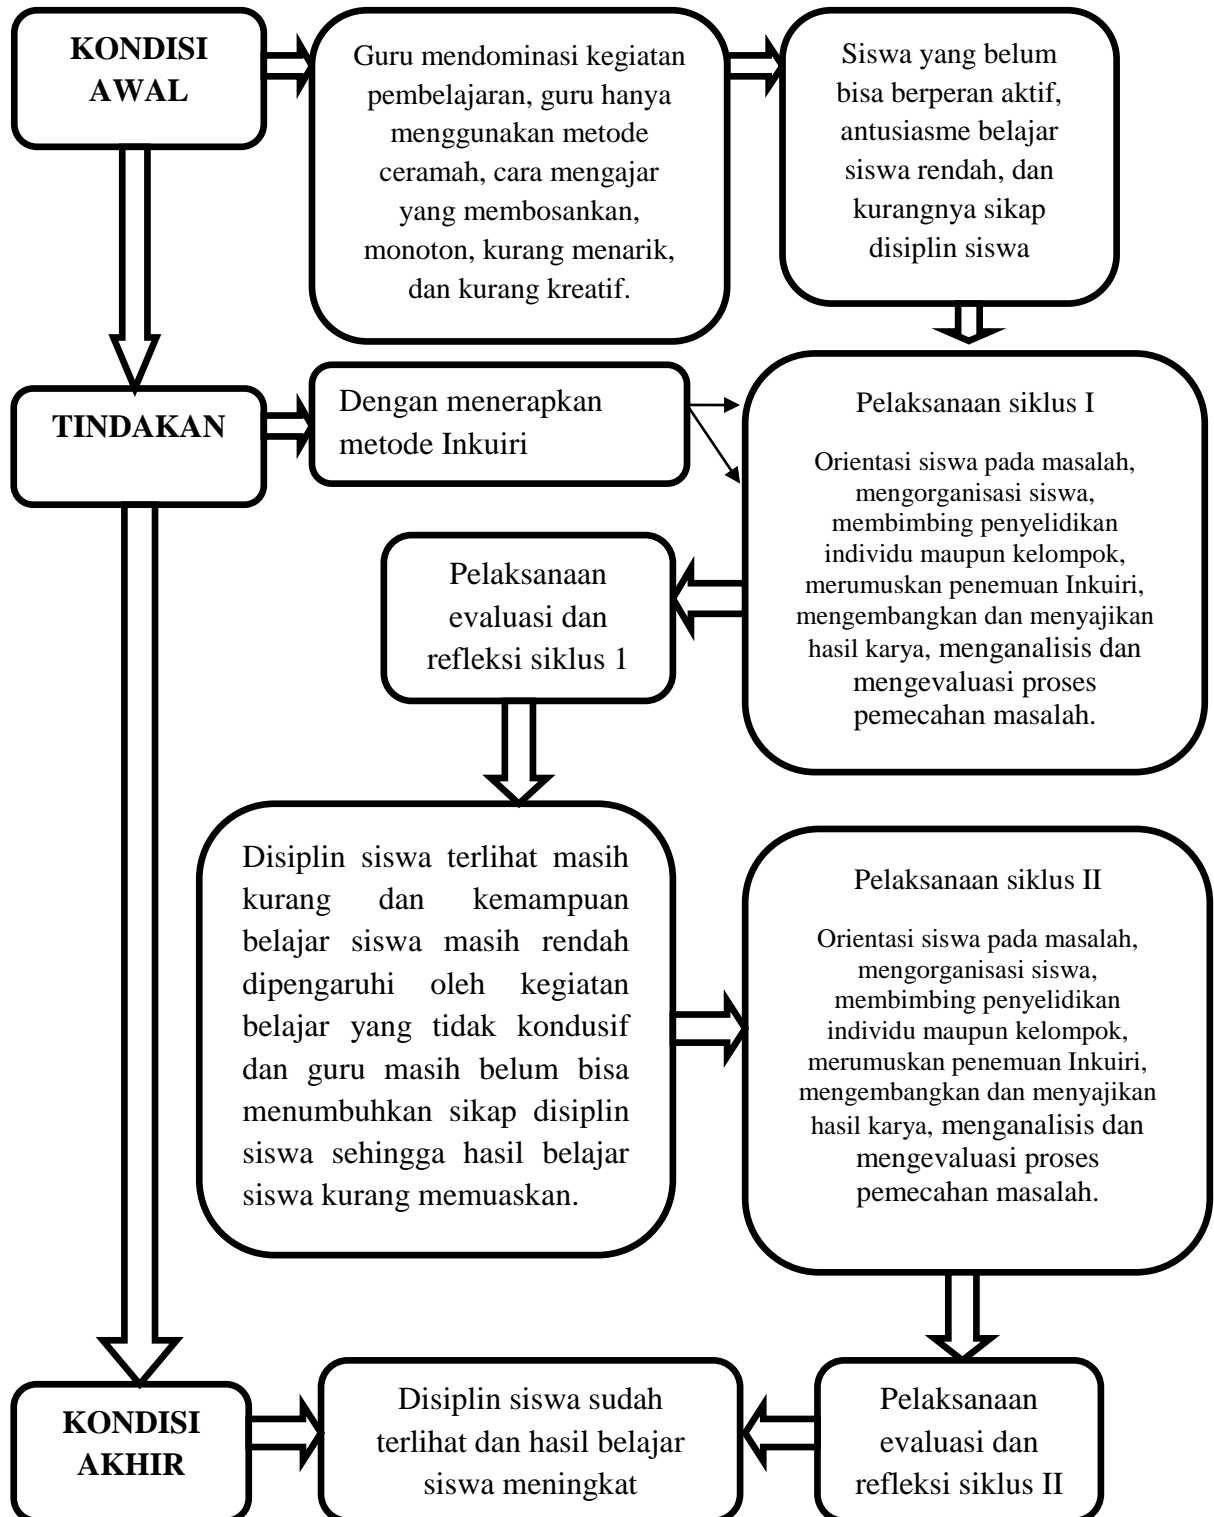 KONDISI
AWAL
Guru mendominasi kegiatan
pembelajaran, guru hanya
menggunakan metode
ceramah, cara mengajar
yang membosankan,
monoton, kurang menarik,
dan kurang kreatif.
Siswa yang belum
bisa berperan aktif,
antusiasme belajar
siswa rendah, dan
kurangnya sikap
disiplin siswa
TINDAKAN
Dengan menerapkan
metode Inkuiri
Pelaksanaan siklus I
Orientasi siswa pada masalah,
mengorganisasi siswa,
membimbing penyelidikan
individu maupun kelompok,
merumuskan penemuan Inkuiri,
mengembangkan dan menyajikan
hasil karya, menganalisis dan
mengevaluasi proses
pemecahan masalah.
Pelaksanaan
evaluasi dan
refleksi siklus 1
Disiplin siswa terlihat masih
kurang dan kemampuan
belajar siswa masih rendah
dipengaruhi oleh kegiatan
belajar yang tidak kondusif
dan guru masih belum bisa
menumbuhkan sikap disiplin
siswa sehingga hasil belajar
siswa kurang memuaskan.
Pelaksanaan siklus II
Orientasi siswa pada masalah,
mengorganisasi siswa,
membimbing penyelidikan
individu maupun kelompok,
merumuskan penemuan Inkuiri,
mengembangkan dan menyajikan
hasil karya, menganalisis dan
mengevaluasi proses
pemecahan masalah.
KONDISI
AKHIR
Disiplin siswa sudah
terlihat dan hasil belajar
siswa meningkat
Pelaksanaan
evaluasi dan
refleksi siklus II